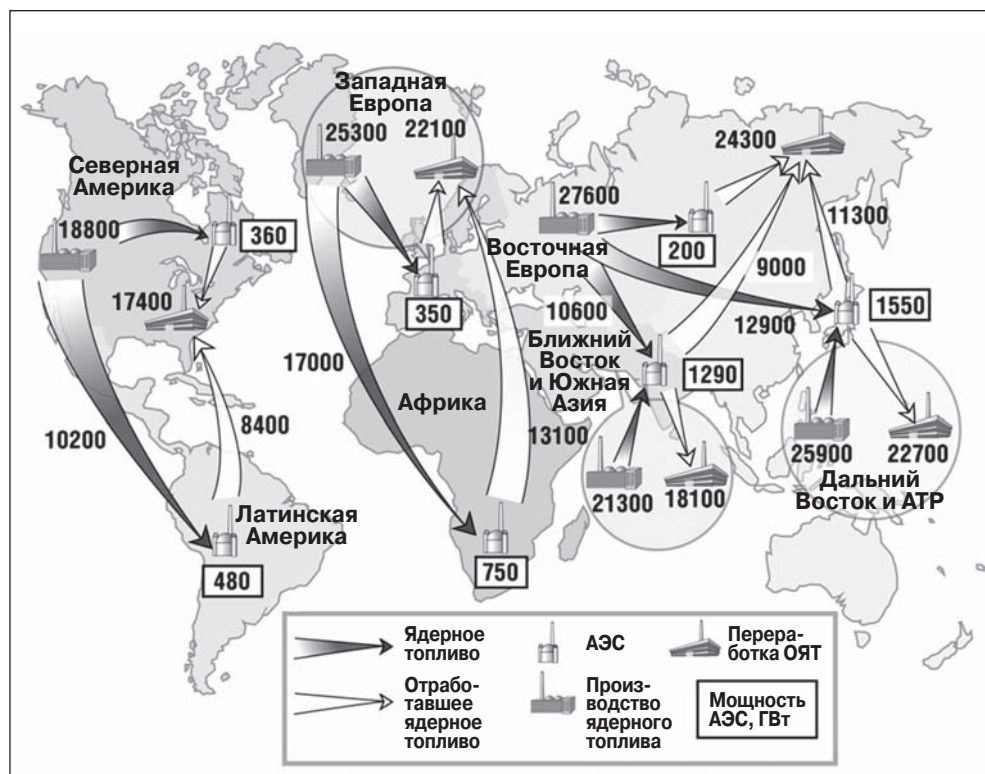 Западная
Европа
25300
22100
24300
Северная
Америка
18800
360
27600
11300
Восточная
Европа
200
9000
17400
350
10600
12900
1550
17000
Ближний
Восток
и Южная
Азия
1290
Африка
10200
8400
13100
21300
18100
25900
22700
Дальний
Восток и АТР
Латинская
Америка
480
750
Ядерное
топливо
АЭС
Перера-
ботка ОЯТ
Отрабо-
тавшее
ядерное
топливо
Произ-
водство
ядерного
топлива
Мощность
АЭС, ГВт